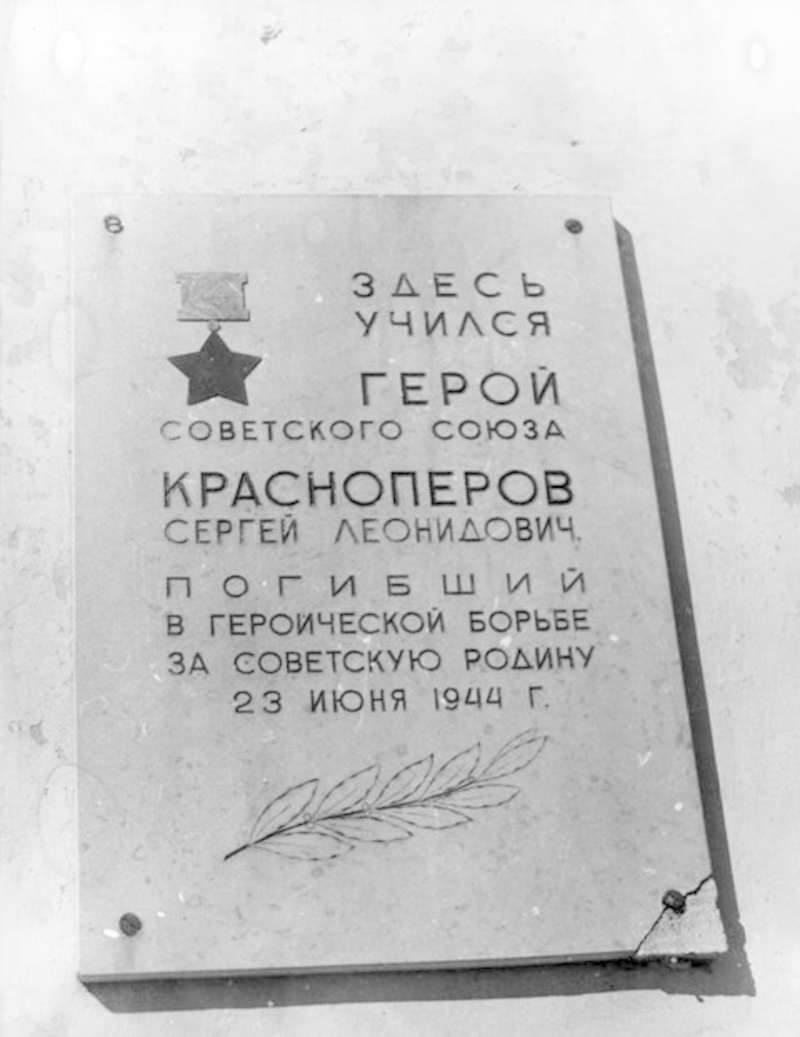 ЗДЕСЬ
УЧИЛСЯ
ГЕРОЙ
СОВЕТСКОГО СОЮЗА
КРАСНОПЕРОВ
СЕРГЕЙ ЛЕОНИДОВИЧ.
ПОГИБШИЙ
В ГЕРОИЧЕСКОЙ БОРЬБЕ
ЗА СОВЕТСКУЮ РОДИНУ
23 ИЮНЯ 1944 Г.